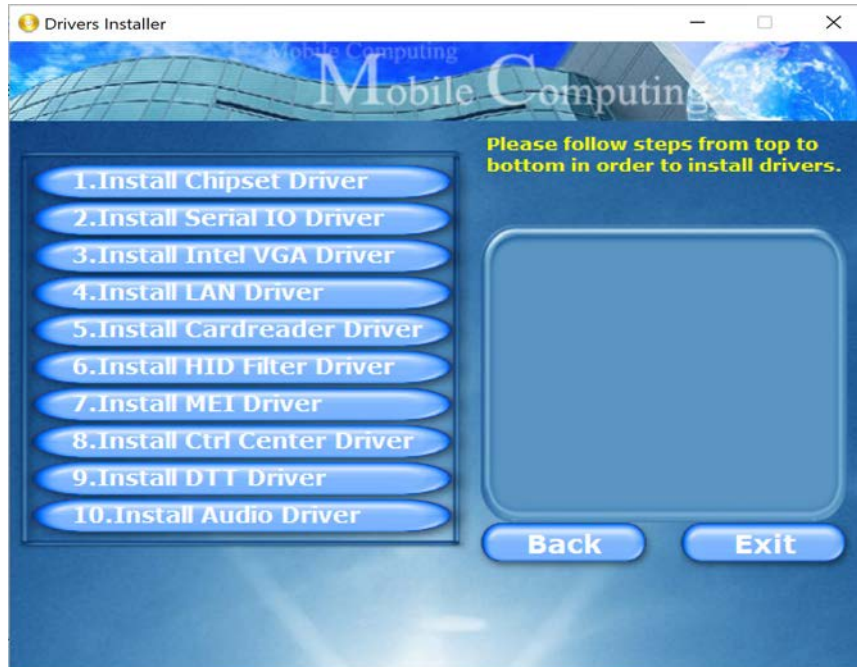 Drivers Installer
Mobile Computing
Mobile Computing
Please follow steps from top to
bottom in order to install drivers.
1.Install Chipset Driver
2.Install Serial IO Driver
3.Install Intel VGA Driver
4.Install LAN Driver
5.Install Cardreader Driver
6.Install HID Filter Driver
7.Install MEI Driver
8.Install Ctrl Center Driver
9.Install DTT Driver
10.Install Audio Driver
Back
Exit